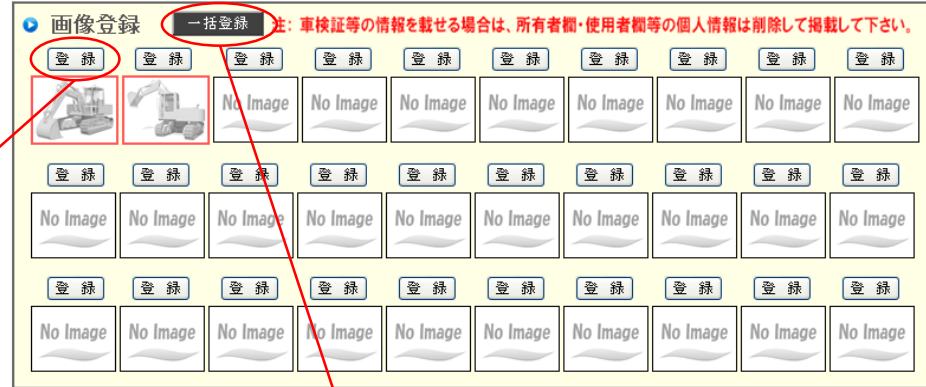 画像登録 一括登録 注: 車検証等の情報を載せる場合は、所有者欄・使用者欄等の個人情報は削除して掲載して下さい。
登録 登録 登録 登録 登録 登録 登録 登録 登録 登録
No Image No Image No Image No Image No Image No Image No Image No Image
登録 登録 登録 登録 登録 登録 登録 登録 登録 登録
No Image No Image No Image No Image No Image No Image No Image No Image No Image No Image
登録 登録 登録 登録 登録 登録 登録 登録 登録 登録
No Image No Image No Image No Image No Image No Image No Image No Image No Image No Image